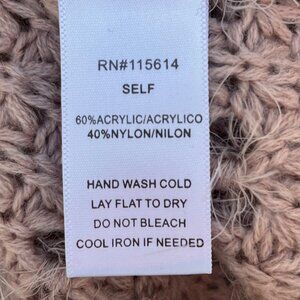 RN#115614
SELF
60%ACRYLIC/ACRYLICO
40%NYLON/NILON
HAND WASH COLD
LAY FLAT TO DRY
DO NOT BLEACH
COOL IRON IF NEEDED